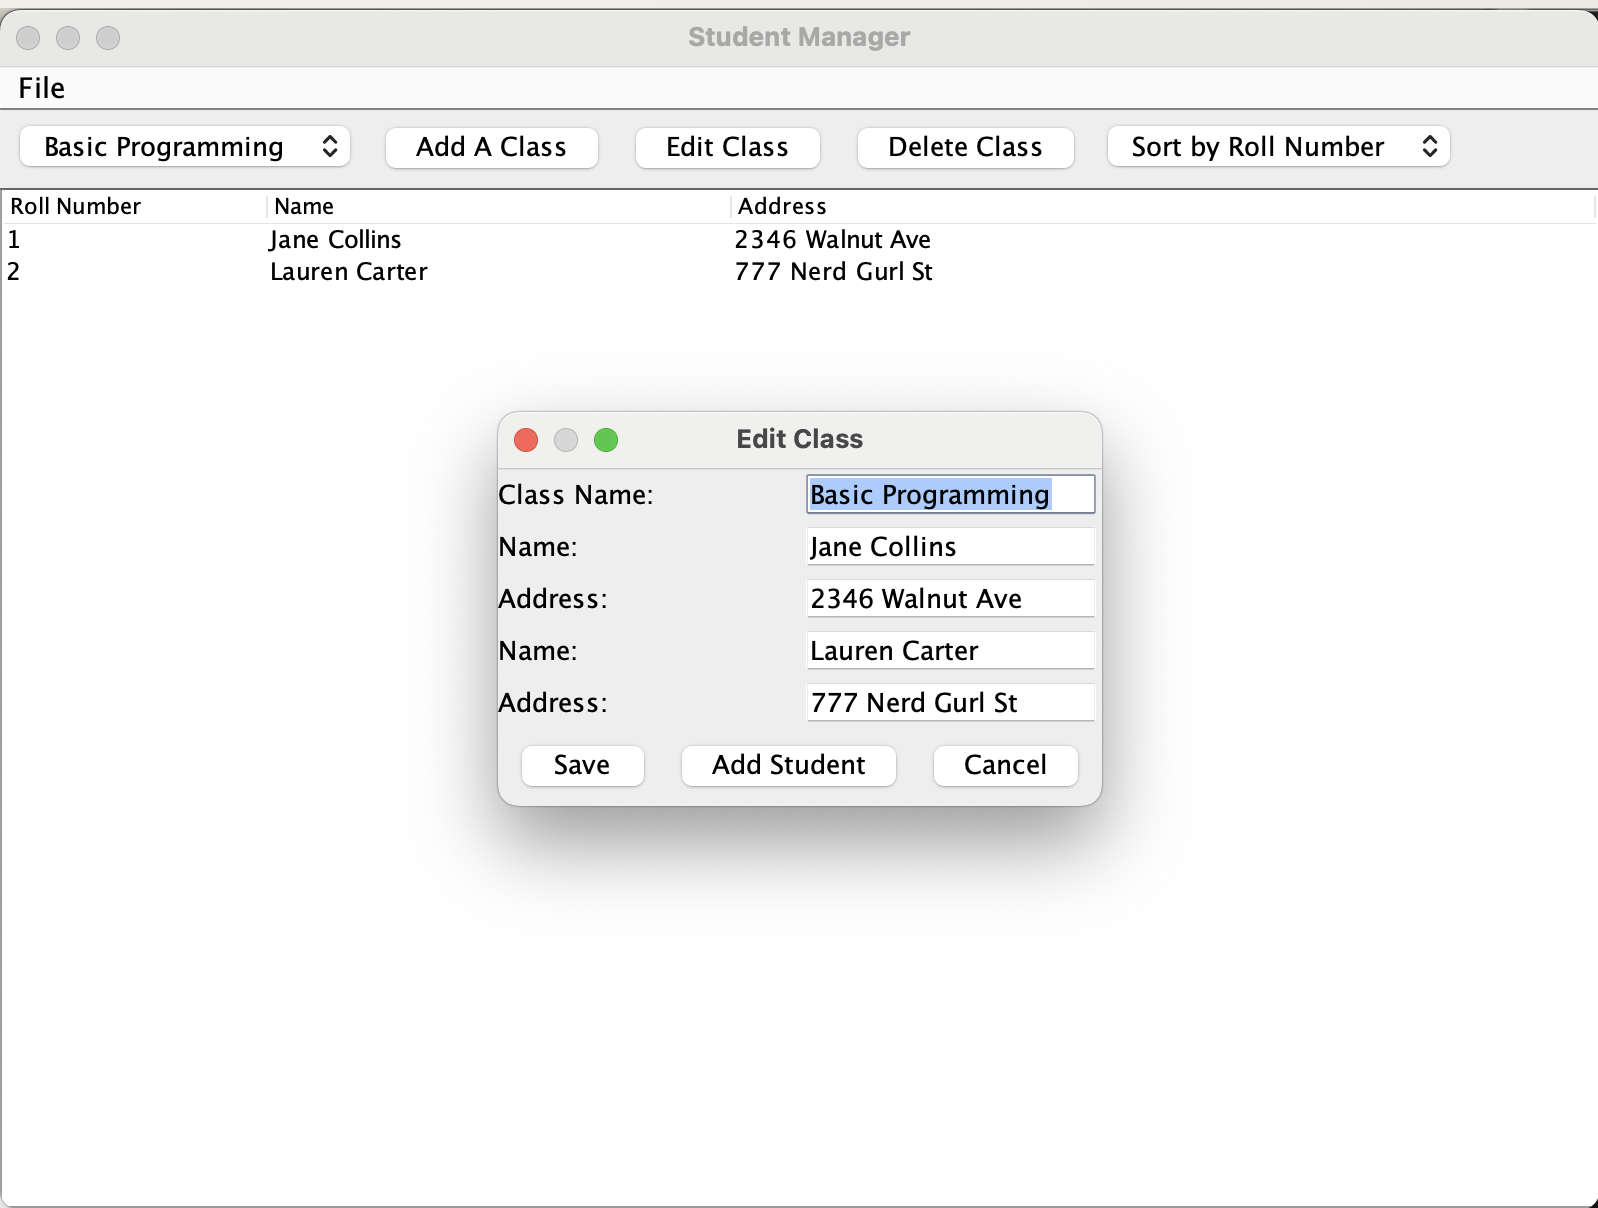 Student Manager
File
Basic Programming Add A Class Edit Class Delete Class Sort by Roll Number
Roll Number Name Address
1 Jane Collins 2346 Walnut Ave
2 Lauren Carter 777 Nerd Gurl St
Edit Class
Class Name: Basic Programming
Name: Jane Collins
Address: 2346 Walnut Ave
Name: Lauren Carter
Address: 777 Nerd Gurl St
Save Add Student Cancel